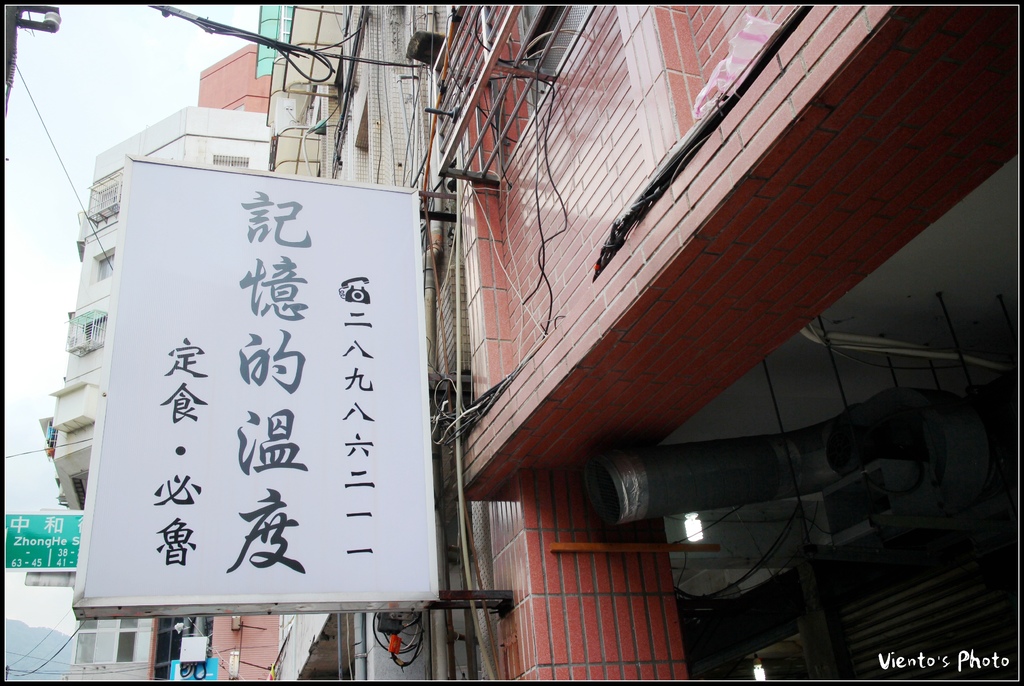 ☎二八九八六二一一
記憶的溫度
定食・必魯
中和
ZhongHe S
38-
63-45
41-
Viento's Photo